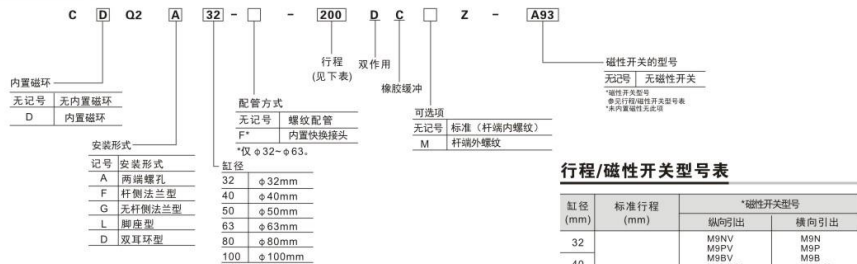 C D Q2 A 32 - - 200 D C Z - A93
行程
(见下表)
双作用
橡胶缓冲
磁性开关的型号
无记号 无磁性开关
*磁性开关型号
参见行程/磁性开关型号表
*未内置磁性无此项
内置磁环
无记号 无内置磁环
D 内置磁环
配管方式
无记号 螺纹配管
F* 内置快换接头
*仅φ32~φ63。
可选项
无记号 标准（杆端内螺纹）
M 杆端外螺纹
安装形式
记号 安装形式
A 两端螺孔
F 杆侧法兰型
G 无杆侧法兰型
L 脚座型
D 双耳环型
缸径
32 φ32mm
40 φ40mm
50 φ50mm
63 φ63mm
80 φ80mm
100 φ100mm
行程/磁性开关型号表
缸径 标准行程 *磁性开关型号
(mm) (mm) 纵向引出 横向引出
32 M9NV M9N
M9PV M9P
M9BV M9B